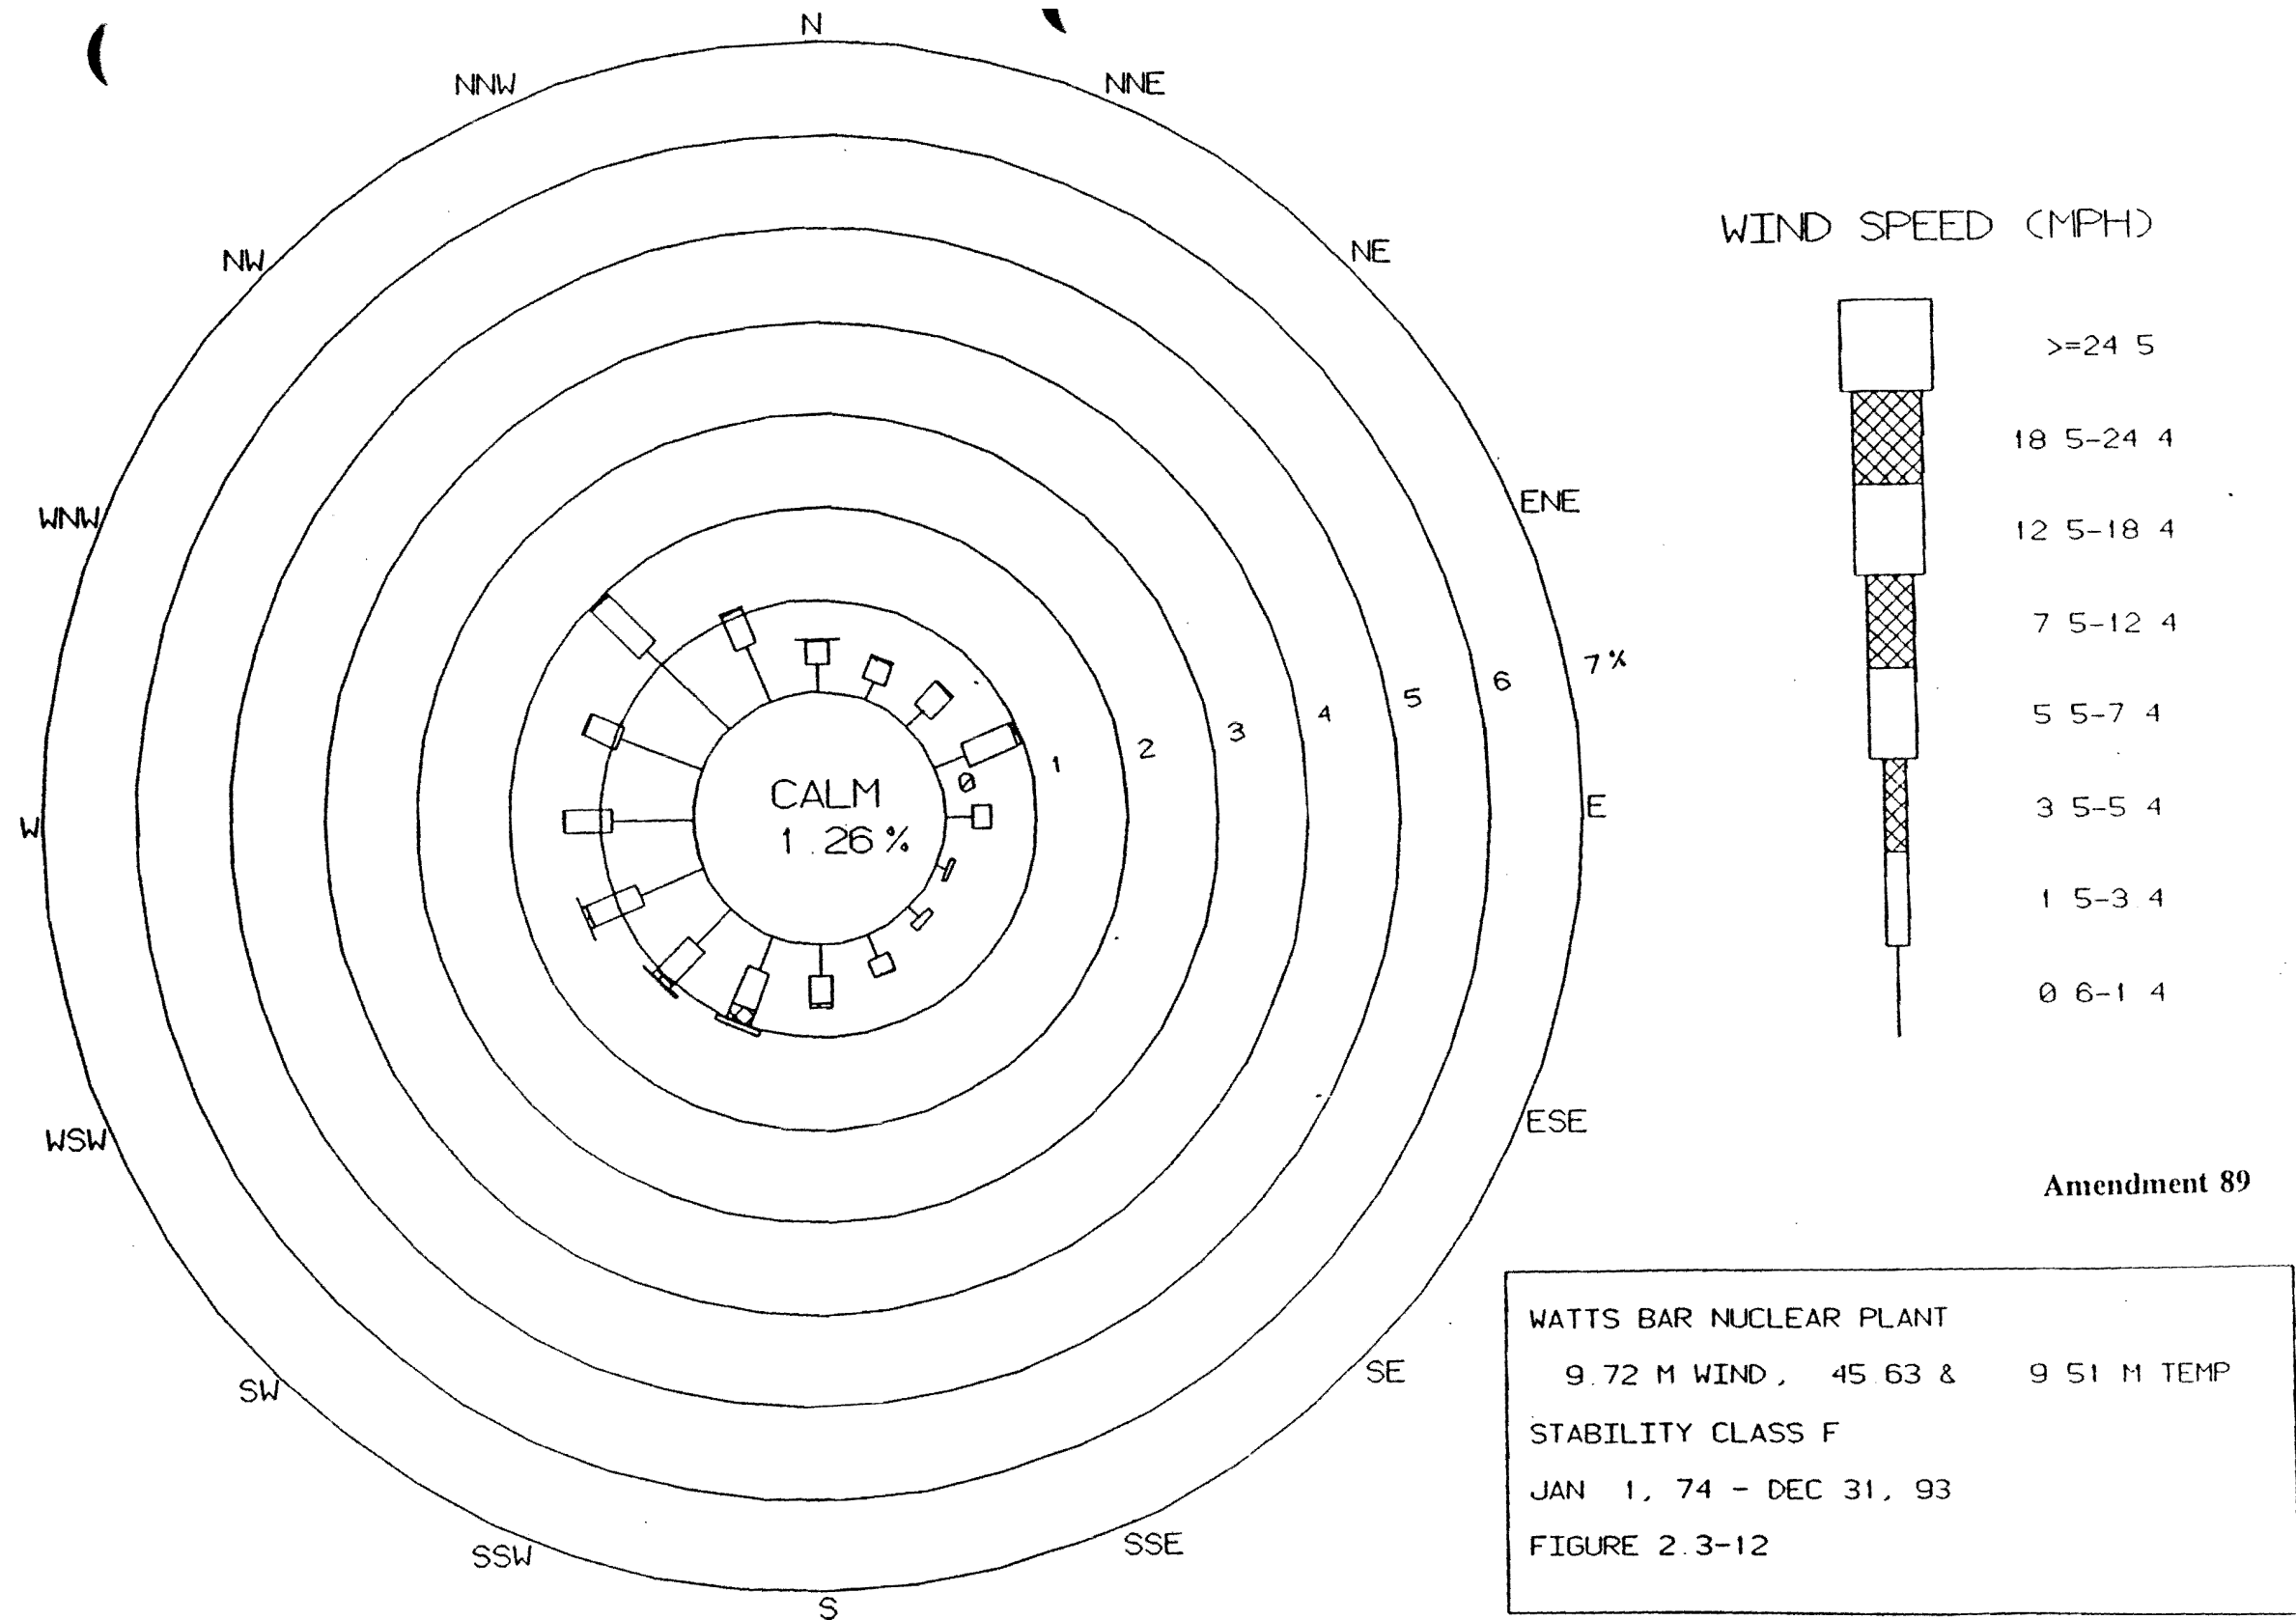 N
NNW
NNE
NW
NE
WIND SPEED (MPH)
>=24 5
18 5-24 4
WNW
ENE
12 5-18 4
7 5-12 4
7%
6
5
4
3
2
1
0
5 5-7 4
CALM
1.26%
W
E
3 5-5 4
1 5-3 4
0 6-1 4
WSW
ESE
Amendment 89
SW
SE
SSW
SSE
S
WATTS BAR NUCLEAR PLANT
9.72 M WIND, 45.63 & 9 51 M TEMP
STABILITY CLASS F
JAN 1, 74 - DEC 31, 93
FIGURE 2.3-12